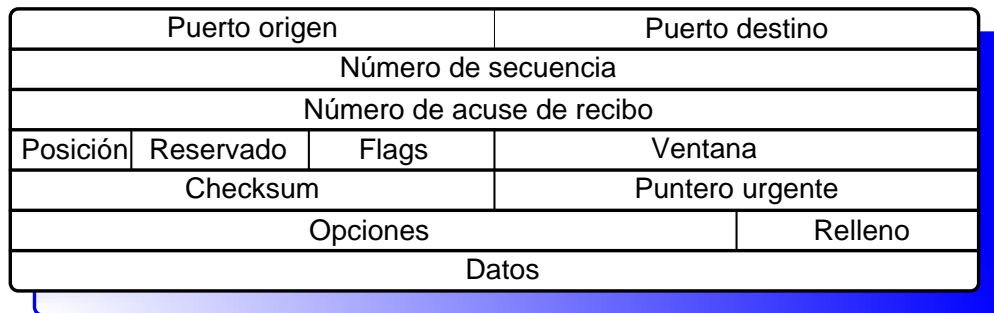 Puerto origen Puerto destino
Número de secuencia
Número de acuse de recibo
Posición Reservado Flags Ventana
Checksum Puntero urgente
Opciones Relleno
Datos